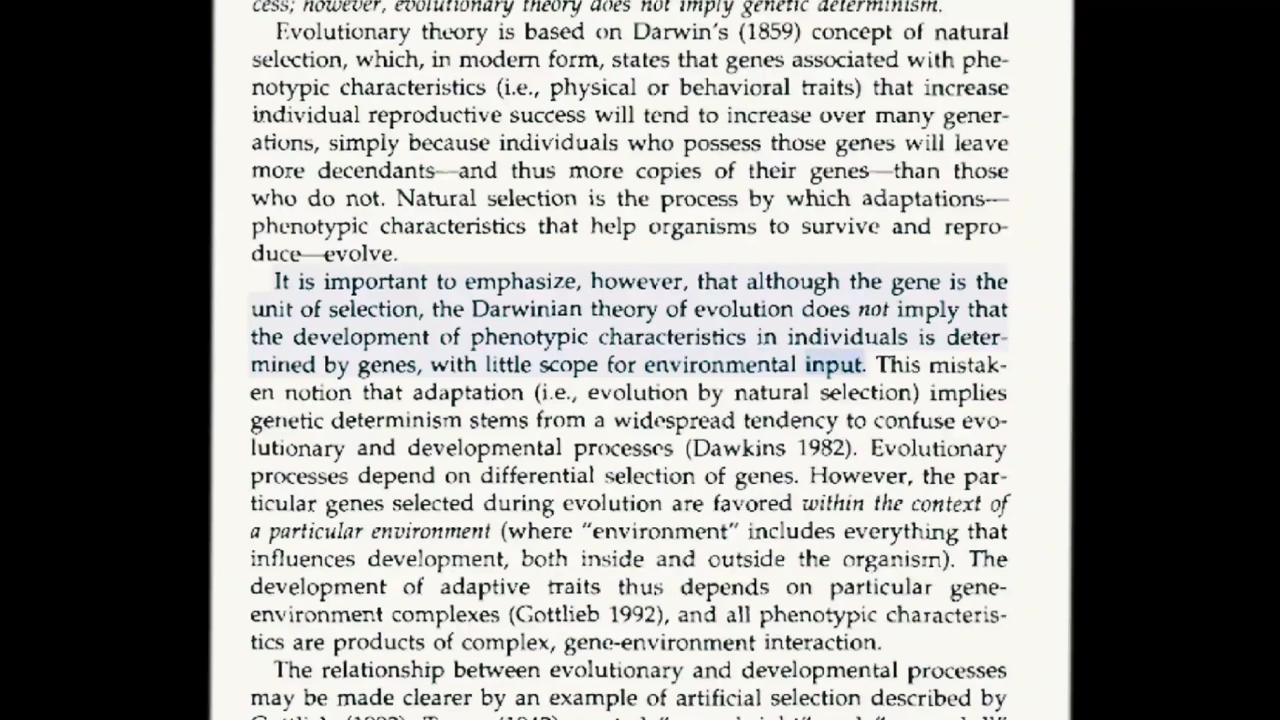 cess; however, evolutionary theory does not imply genetic determinism.
Evolutionary theory is based on Darwin's (1859) concept of natural
selection, which, in modern form, states that genes associated with phe-
notypic characteristics (i.e., physical or behavioral traits) that increase
individual reproductive success will tend to increase over many gener-
ations, simply because individuals who possess those genes will leave
more decendants—and thus more copies of their genes—than those
who do not. Natural selection is the process by which adaptations—
phenotypic characteristics that help organisms to survive and repro-
duce—evolve.
It is important to emphasize, however, that although the gene is the
unit of selection, the Darwinian theory of evolution does not imply that
the development of phenotypic characteristics in individuals is deter-
mined by genes, with little scope for environmental input. This mistak-
en notion that adaptation (i.e., evolution by natural selection) implies
genetic determinism stems from a widespread tendency to confuse evo-
lutionary and developmental processes (Dawkins 1982). Evolutionary
processes depend on differential selection of genes. However, the par-
ticular genes selected during evolution are favored within the context of
a particular environment (where "environment" includes everything that
influences development, both inside and outside the organism). The
development of adaptive traits thus depends on particular gene-
environment complexes (Gottlieb 1992), and all phenotypic characteris-
tics are products of complex, gene-environment interaction.
The relationship between evolutionary and developmental processes
may be made clearer by an example of artificial selection described by